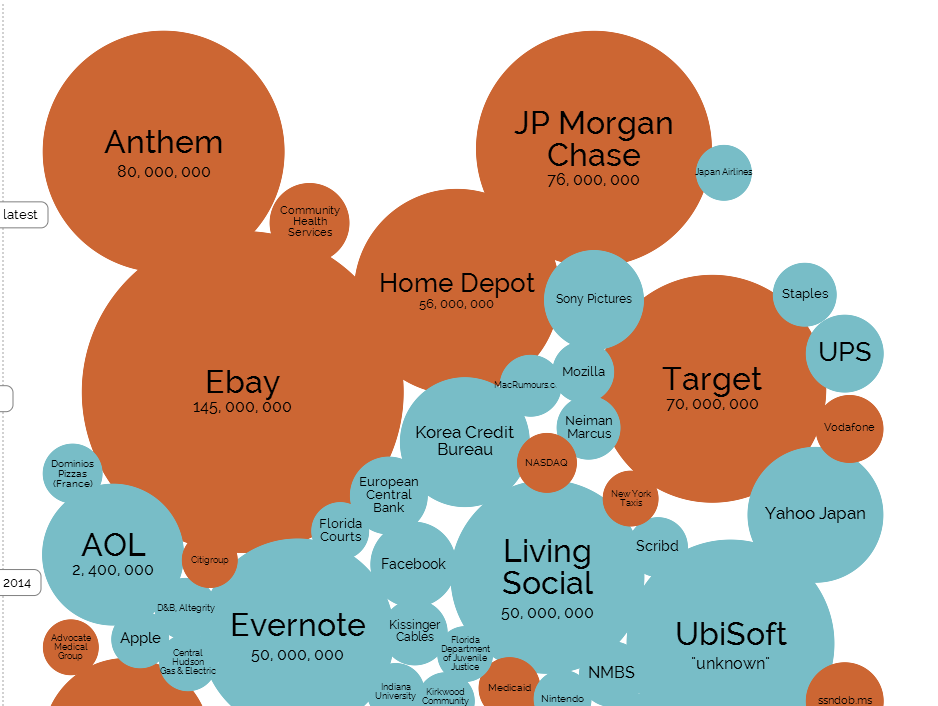 Anthem
80, 000, 000
JP Morgan
Chase
76, 000, 000
Japan Airlines
latest
Community
Health
Services
Home Depot
56, 000, 000
Sony Pictures
Staples
UPS
Ebay
145, 000, 000
MacRumours.c.
Mozilla
Target
70, 000, 000
Korea Credit
Bureau
Neiman
Marcus
Vodafone
NASDAQ
Dominios
Pizzas
(France)
European
Central
Bank
New York
Taxis
Yahoo Japan
Florida
Courts
AOL
2, 400, 000
Citigroup
Facebook
Living
Social
50, 000, 000
Scribd
2014
D&B, Altegrity
Evernote
50, 000, 000
Kissinger
Cables
UbiSoft
"unknown"
Advocate
Medical
Group
Apple
Central
Hudson
Gas & Electric
Florida
Department
of Juvenile
Justice
NMBS
Indiana
University
Kirkwood
Community
Medicaid
Nintendo
ssndob.ms